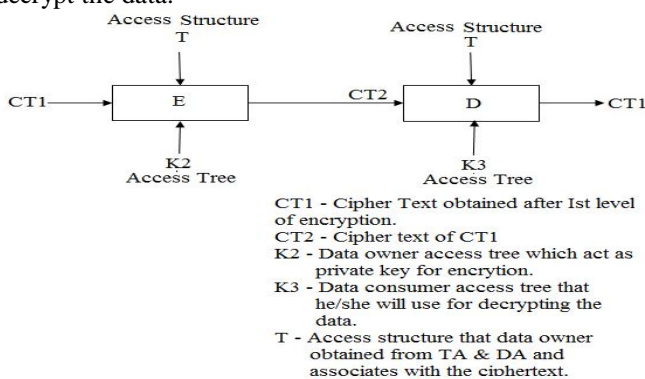 decrypt the data.
Access Structure
T
Access Structure
T
CT1
E
CT2
D
CT1
K2
Access Tree
K3
Access Tree
CT1 - Cipher Text obtained after Ist level
of encryption.
CT2 - Cipher text of CT1
K2 - Data owner access tree which act as
private key for encrytion.
K3 - Data consumer access tree that
he/she will use for decrypting the
data.
T - Access structure that data owner
obtained from TA & DA and
associates with the ciphertext.